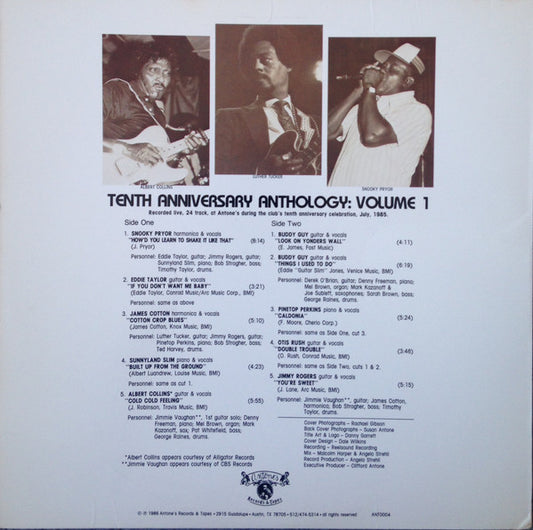 ALBERT COLLINS
LUTHER TUCKER
SNOOKY PRYOR
TENTH ANNIVERSARY ANTHOLOGY: VOLUME 1
Recorded live, 24 track, at Antone's during the club's tenth anniversary celebration, July, 1985.
Side One
1. SNOOKY PRYOR harmonica & vocals
"HOW'D YOU LEARN TO SHAKE IT LIKE THAT" (6:14)
(J. Pryor)
Personnel: Eddie Taylor, guitar; Jimmy Rogers, guitar;
Sunnyland Slim, piano; Bob Strogher, bass;
Timothy Taylor, drums.
2. EDDIE TAYLOR guitar & vocals
"IF YOU DON'T WANT ME BABY" (3:21)
(Eddie Taylor, Conrad Music/Arc Music Corp., BMI)
Personnel: same as above
3. JAMES COTTON harmonica & vocals
"COTTON CROP BLUES" (5:10)
(James Cotton, Knox Music, BMI)
Personnel: Luther Tucker, guitar; Jimmy Rogers, guitar;
Pinetop Perkins, piano; Bob Strogher, bass;
Ted Harvey, drums.
4. SUNNYLAND SLIM piano & vocals
"BUILT UP FROM THE GROUND" (4:23)
(Albert Luandrew, Louise Music, BMI)
Personnel: same as cut 1.
5. ALBERT COLLINS* guitar & vocals
"COLD COLD FEELING" (5:55)
(J. Robinson, Travis Music, BMI)
Personnel: Jimmie Vaughan**, 1st guitar solo; Denny
Freeman, piano; Mel Brown, organ; Mark
Kazanoff, sax; Pat Whitefield, bass;
George Raines, drums.
*Albert Collins appears courtesy of Alligator Records
**Jimmie Vaughan appears courtesy of CBS Records
Side Two
1. BUDDY GUY guitar & vocals
"LOOK ON YONDERS WALL" (4:11)
(E. James, Fast Music)
2. BUDDY GUY guitar & vocals
"THINGS I USED TO DO" (6:19)
(Eddie "Guitar Slim" Jones, Venice Music, BMI)
Personnel: Derek O'Brian, guitar; Denny Freeman, piano;
Mel Brown, organ; Mark Kazanoff &
Joe Sublett, saxophones; Sarah Brown, bass;
George Raines, drums.
3. PINETOP PERKINS piano & vocals
"CALDONIA" (5:24)
(F. Moore, Cherio Corp.)
Personnel: same as Side One, cut 3.
4. OTIS RUSH guitar & vocals
"DOUBLE TROUBLE" (3:46)
(O. Rush, Conrad Music, BMI)
Personnel: same as Side Two, cuts 1 & 2.
5. JIMMY ROGERS guitar & vocals
"YOU'RE SWEET" (5:15)
(J. Lane, Arc Music, BMI)
Personnel: Jimmie Vaughan**, guitar; James Cotton,
harmonica; Bob Strogher, bass; Timothy
Taylor, drums.
Cover Photographs – Rachael Gibson
Back Cover Photographs – Susan Antone
Title Art & Logo – Danny Garrett
Cover Design – Dale Wilkins
Recording – Reelsound Recording
Mix – Malcolm Harper & Angela Strehli
Record Production – Angela Strehli
Executive Producer – Clifford Antone
Antone's
Records & Tapes
© ℗ 1986 Antone's Records & Tapes • 2915 Guadalupe • Austin, TX 78705 • 512/474-5314 • all rights reserved
ANT0004